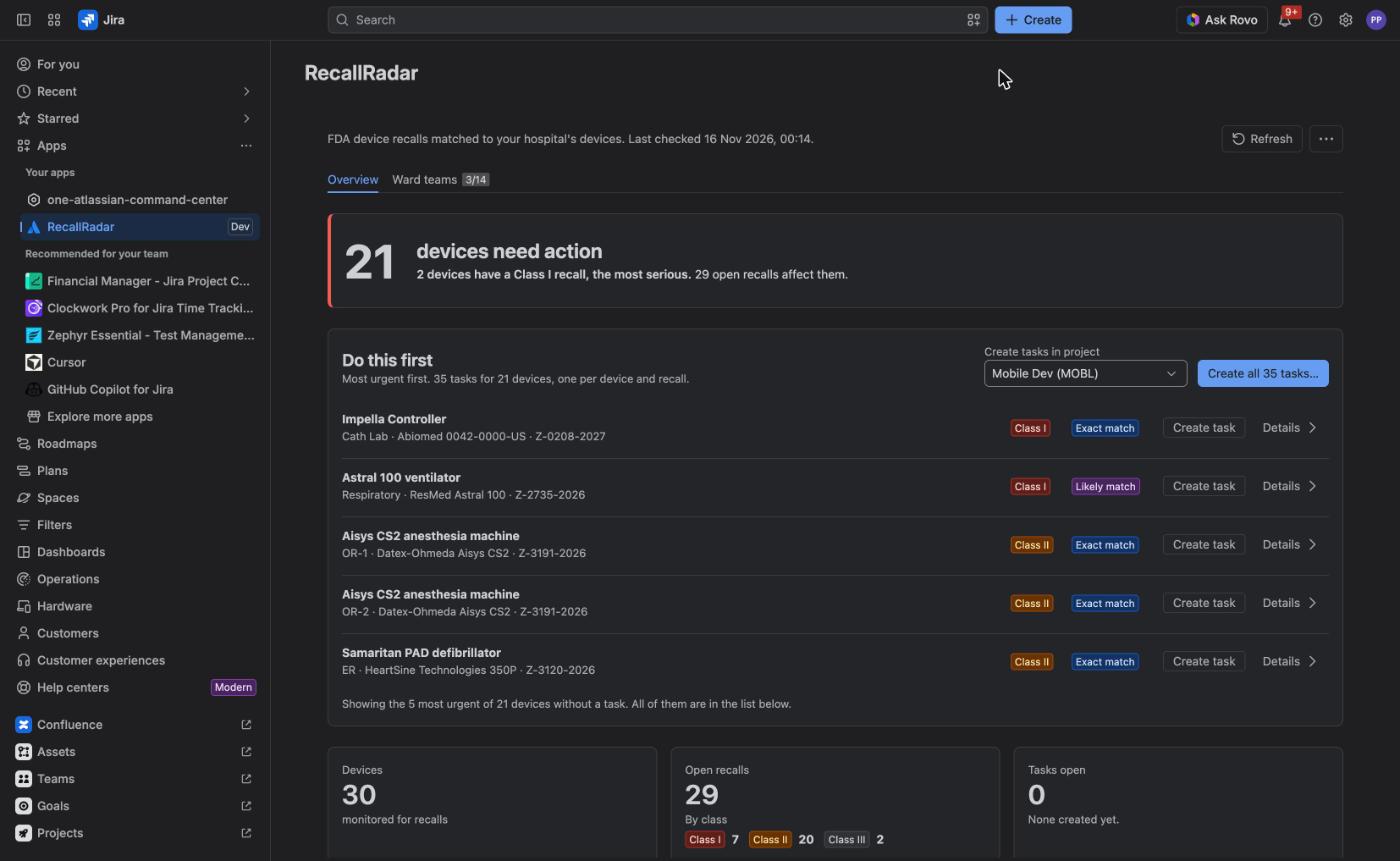 Jira
Search
Create
Ask Rovo
9+
PP
For you
Recent
Starred
Apps
Your apps
one-atlassian-command-center
RecallRadar
Dev
Recommended for your team
Financial Manager - Jira Project C...
Clockwork Pro for Jira Time Tracki...
Zephyr Essential - Test Manageme...
Cursor
GitHub Copilot for Jira
Explore more apps
Roadmaps
Plans
Spaces
Filters
Dashboards
Operations
Hardware
Customers
Customer experiences
Help centers
Modern
Confluence
Assets
Teams
Goals
Projects
RecallRadar
FDA device recalls matched to your hospital's devices. Last checked 16 Nov 2026, 00:14.
Refresh
Overview
Ward teams 3/14
21
devices need action
2 devices have a Class I recall, the most serious. 29 open recalls affect them.
Do this first
Most urgent first. 35 tasks for 21 devices, one per device and recall.
Create tasks in project
Mobile Dev (MOBL)
Create all 35 tasks...
Impella Controller
Cath Lab · Abiomed 0042-0000-US · Z-0208-2027
Class I Exact match Create task Details
Astral 100 ventilator
Respiratory · ResMed Astral 100 · Z-2735-2026
Class I Likely match Create task Details
Aisys CS2 anesthesia machine
OR-1 · Datex-Ohmeda Aisys CS2 · Z-3191-2026
Class II Exact match Create task Details
Aisys CS2 anesthesia machine
OR-2 · Datex-Ohmeda Aisys CS2 · Z-3191-2026
Class II Exact match Create task Details
Samaritan PAD defibrillator
ER · HeartSine Technologies 350P · Z-3120-2026
Class II Exact match Create task Details
Showing the 5 most urgent of 21 devices without a task. All of them are in the list below.
Devices
30
monitored for recalls
Open recalls
29
By class
Class I 7 Class II 20 Class III 2
Tasks open
0
None created yet.